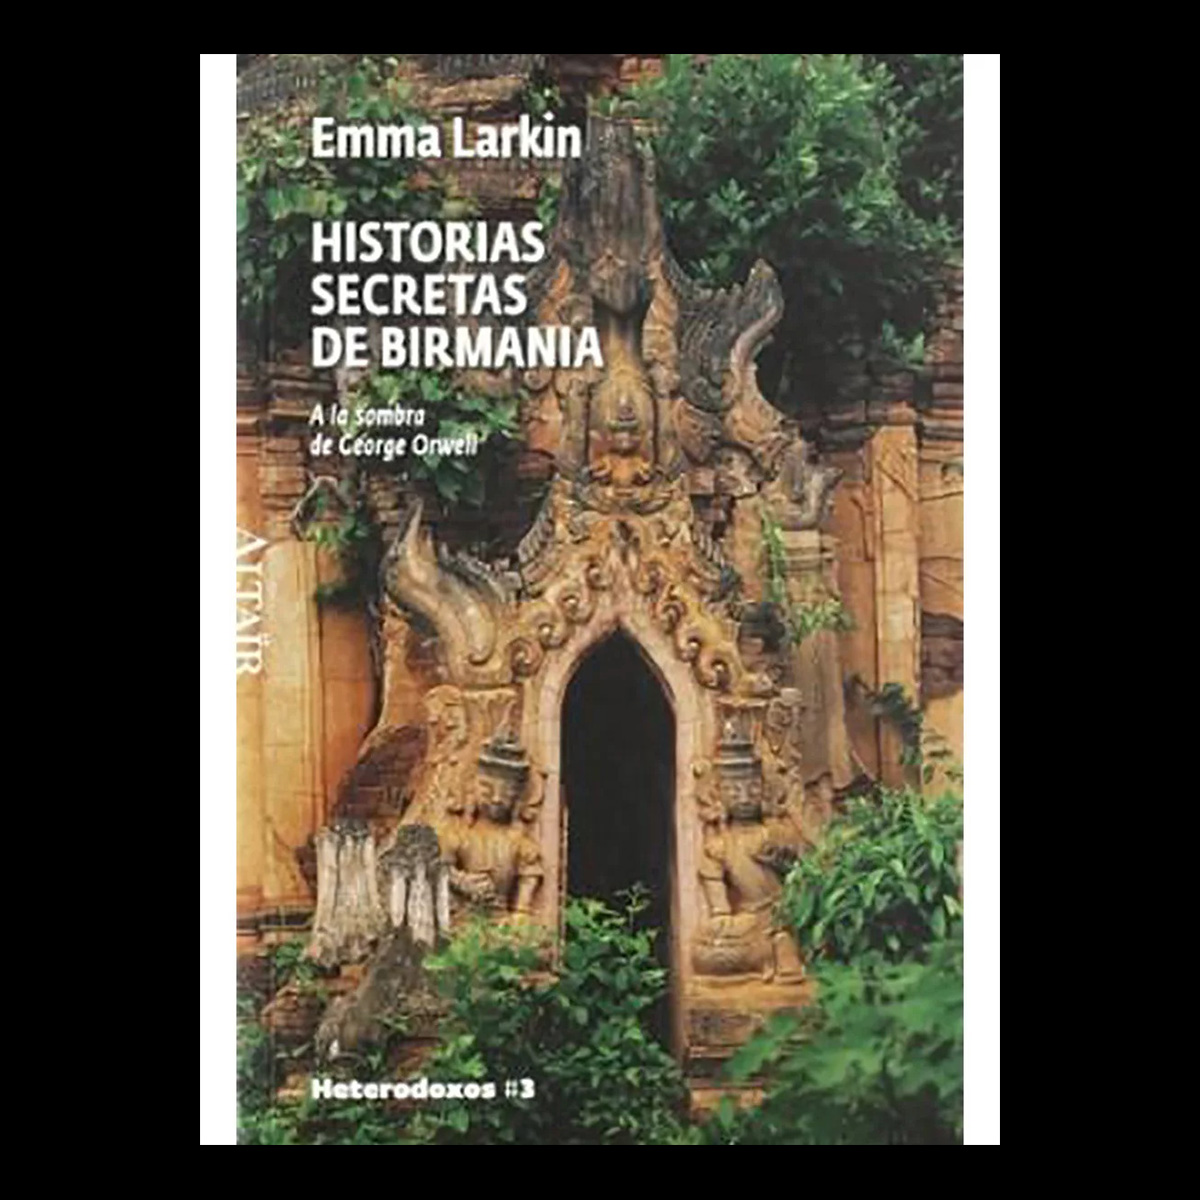 Emma Larkin
HISTORIAS
SECRETAS
DE BIRMANIA
A la sombra
de George Orwell
ALTAÏR
Heterodoxos #3